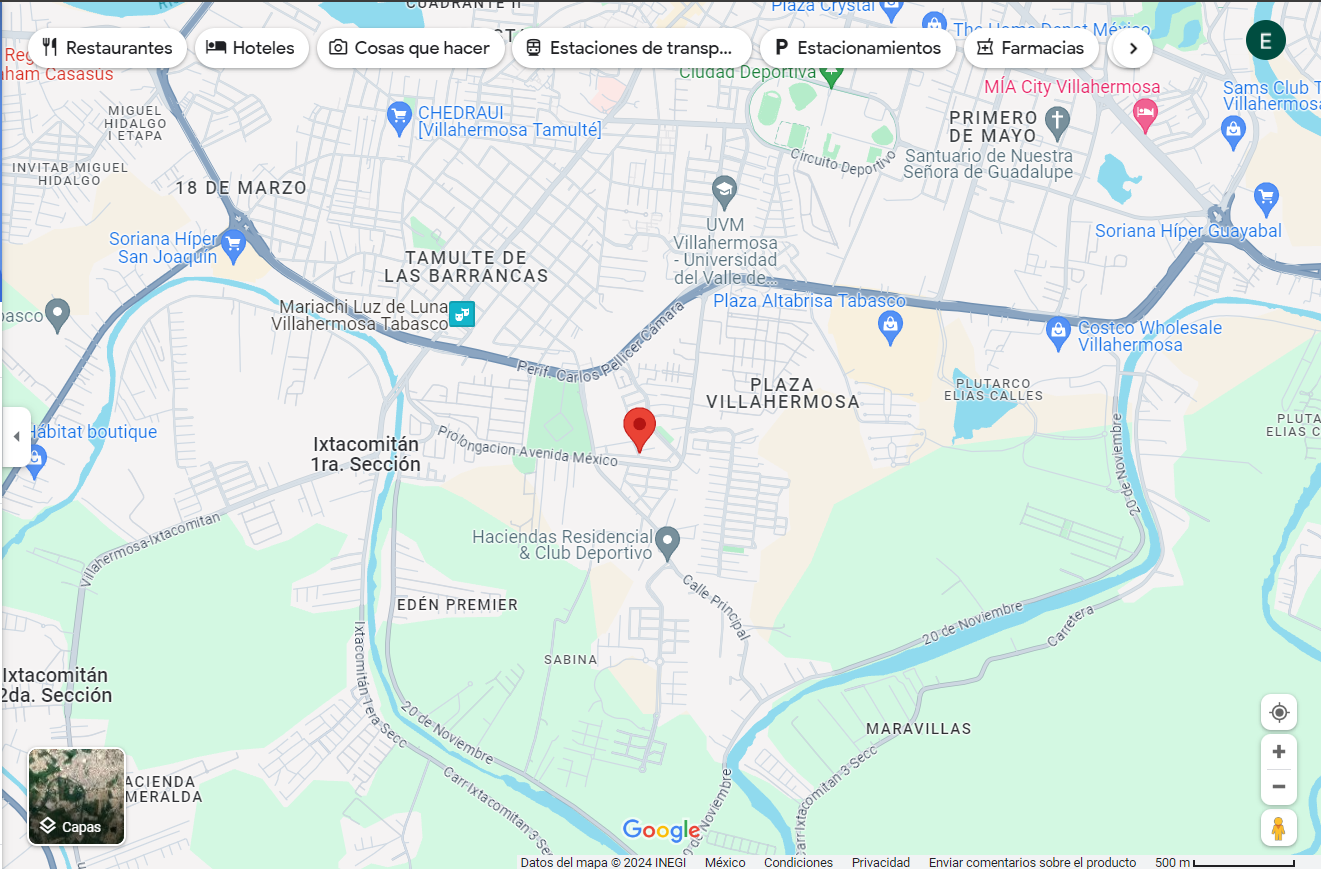 CUADRANTE II
Plaza Crystal
The Home Depot México
Restaurantes
Hoteles
Cosas que hacer
Estaciones de transp...
Estacionamientos
Farmacias
E
Casasus
Ciudad Deportiva
MÍA City Villahermosa
Sams Club
Villahermosa
MIGUEL
HIDALGO
I ETAPA
CHEDRAUI
[Villahermosa Tamulté]
PRIMERO
DE MAYO
Circuito Deportivo
Santuario de Nuestra
Señora de Guadalupe
INVITAB MIGUEL
HIDALGO
18 DE MARZO
UVM
Villahermosa
- Universidad
del Valle de...
Soriana Híper Guayabal
Soriana Híper
San Joaquín
TAMULTE DE
LAS BARRANCAS
Mariachi Luz de Luna
Villahermosa Tabasco
Plaza Altabrisa Tabasco
basco
Costco Wholesale
Villahermosa
Perif. Carlos Pellicer Cámara
PLAZA
VILLAHERMOSA
PLUTARCO
ELIAS CALLES
PLUTA
ELIAS C
Habitat boutique
Ixtacomitán
1ra. Sección
Prolongacion Avenida México
20 de Noviembre
Villahermosa-Ixtacomitan
Haciendas Residencial
& Club Deportivo
Calle Principal
EDÉN PREMIER
20 de Noviembre
Carretera
Ixtacomitán 1era Secc
SABINA
Ixtacomitán
2da. Sección
20 de Noviembre
MARAVILLAS
ACIENDA
MERALDA
Carr-Ixtacomitan-3-Sec
0 de Noviembre
Carr-Ixtacomitan-3-Secc
Capas
Google
Datos del mapa © 2024 INEGI
México
Condiciones
Privacidad
Enviar comentarios sobre el producto
500 m